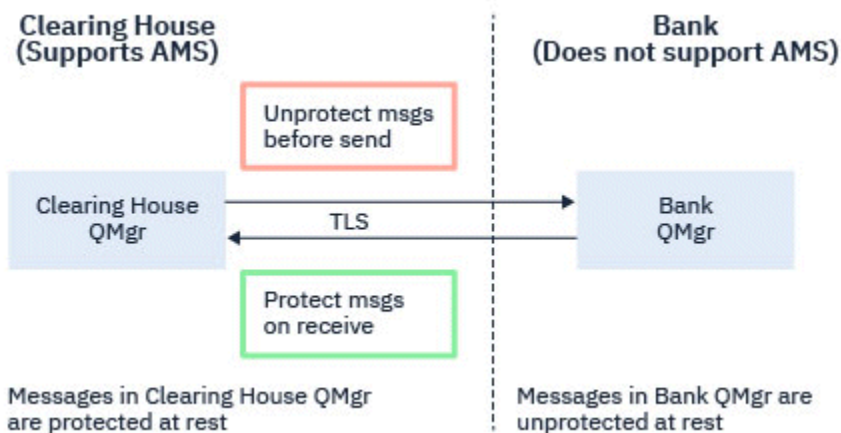 Clearing House
(Supports AMS)
Bank
(Does not support AMS)
Unprotect msgs
before send
Clearing House
QMgr
TLS
Bank
QMgr
Protect msgs
on receive
Messages in Clearing House QMgr
are protected at rest
Messages in Bank QMgr are
unprotected at rest